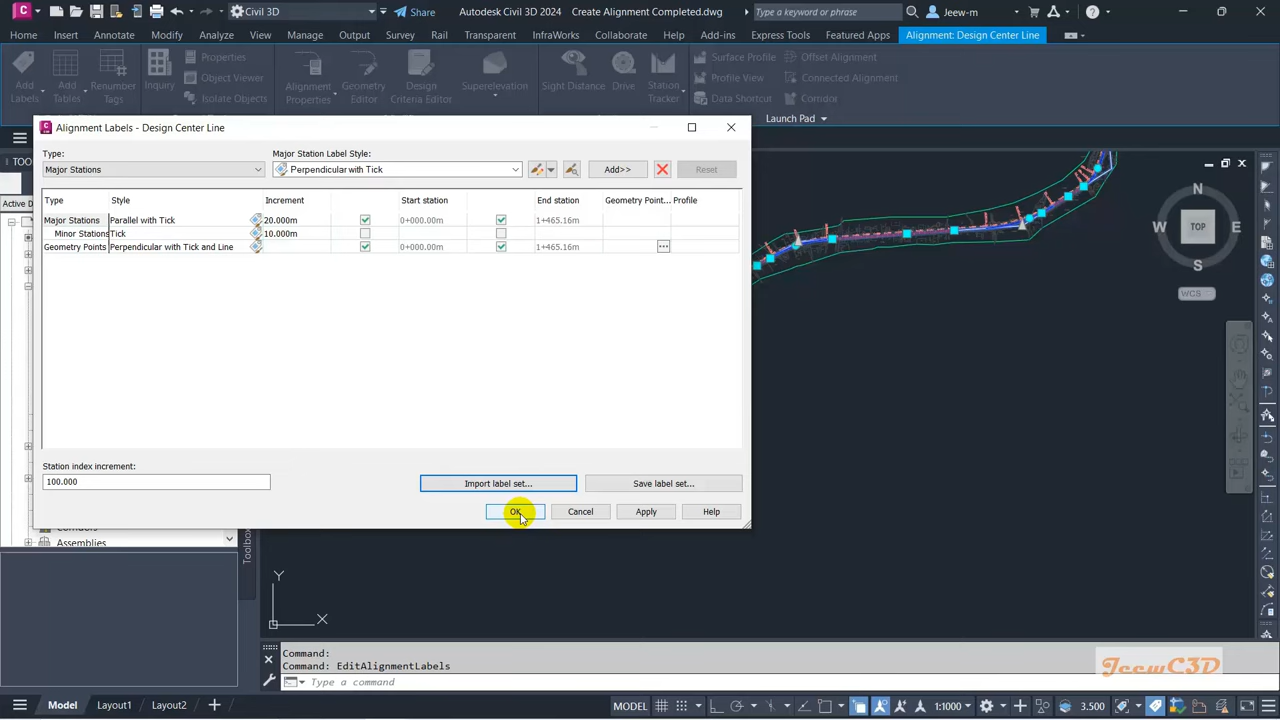 Civil 3D Share Autodesk Civil 3D 2024 Create Alignment Completed.dwg Type a keyword or phrase Jeew-m
Home Insert Annotate Modify Analyze View Manage Output Survey Rail Transparent InfraWorks Collaborate Help Add-ins Express Tools Featured Apps Alignment: Design Center Line
Add Labels
Add Tables
Renumber Tags
Inquiry
Properties
Object Viewer
Isolate Objects
Alignment Properties
Geometry Editor
Design Criteria Editor
Superelevation
Sight Distance
Drive
Station Tracker
Surface Profile
Profile View
Data Shortcut
Offset Alignment
Connected Alignment
Corridor
Launch Pad
TOO
Active D
Alignment Labels - Design Center Line
Type: Major Station Label Style:
Major Stations Perpendicular with Tick Add>> Reset
Type Style Increment Start station End station Geometry Point... Profile
Major Stations Parallel with Tick 20.000m 0+000.00m 1+465.16m
Minor Stations Tick 10.000m
Geometry Points Perpendicular with Tick and Line 0+000.00m 1+465.16m ...
Station index increment:
100.000 Import label set... Save label set...
OK Cancel Apply Help
N
W TOP E
S
WCS
Assemblies
Toolbox
Y
X
Command:
Command: EditAlignmentLabels
Type a command
JeewC3D
Model Layout1 Layout2 + MODEL 1:1000 3.500